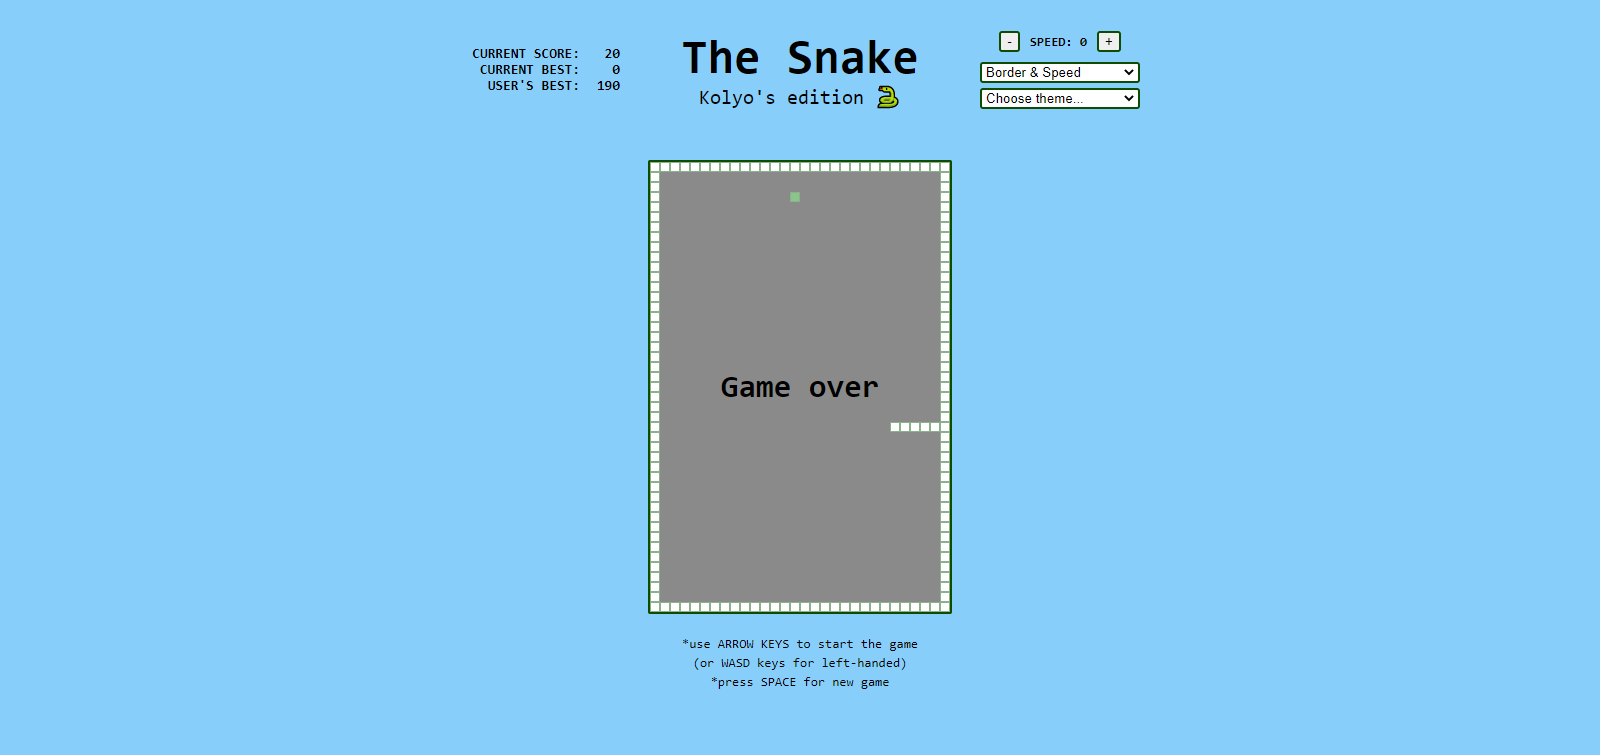 CURRENT SCORE: 20
CURRENT BEST: 0
USER'S BEST: 190
The Snake
Kolyo's edition
- SPEED: 0 +
Border & Speed
Choose theme...
Game over
*use ARROW KEYS to start the game
(or WASD keys for left-handed)
*press SPACE for new game